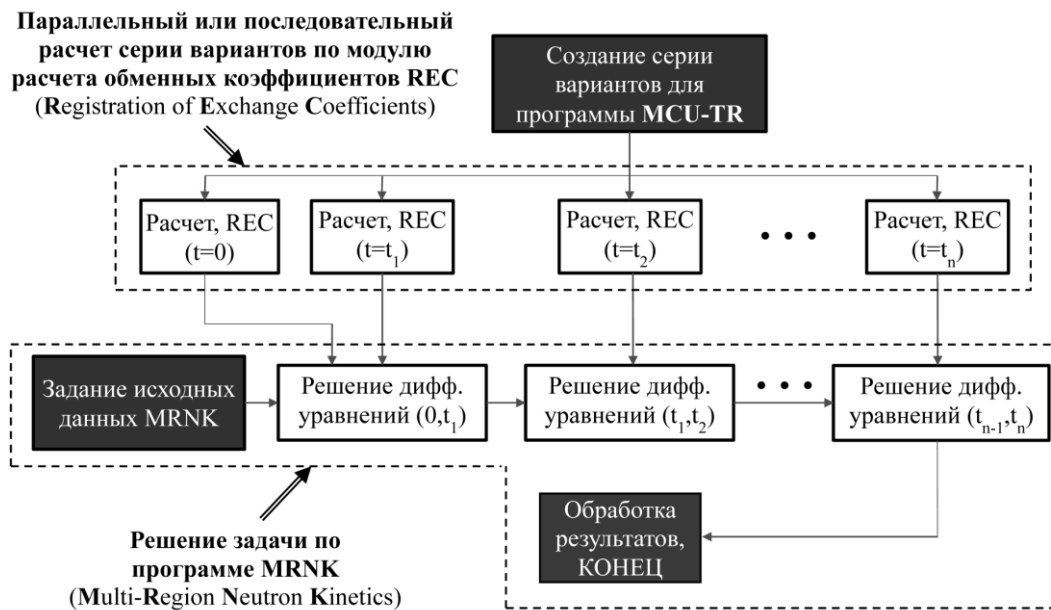 Параллельный или последовательный
расчет серии вариантов по модулю
расчета обменных коэффициентов REC
(Registration of Exchange Coefficients)
Создание серии
вариантов для
программы MCU-TR
Расчет, REC
(t=0)
Расчет, REC
(t=t₁)
Расчет, REC
(t=t₂)
• • •
Расчет, REC
(t=tₙ)
Задание исходных
данных MRNK
Решение дифф.
уравнений (0,t₁)
Решение дифф.
уравнений (t₁,t₂)
• • •
Решение дифф.
уравнений (tₙ₋₁,tₙ)
Обработка
результатов,
КОНЕЦ
Решение задачи по
программе MRNK
(Multi-Region Neutron Kinetics)